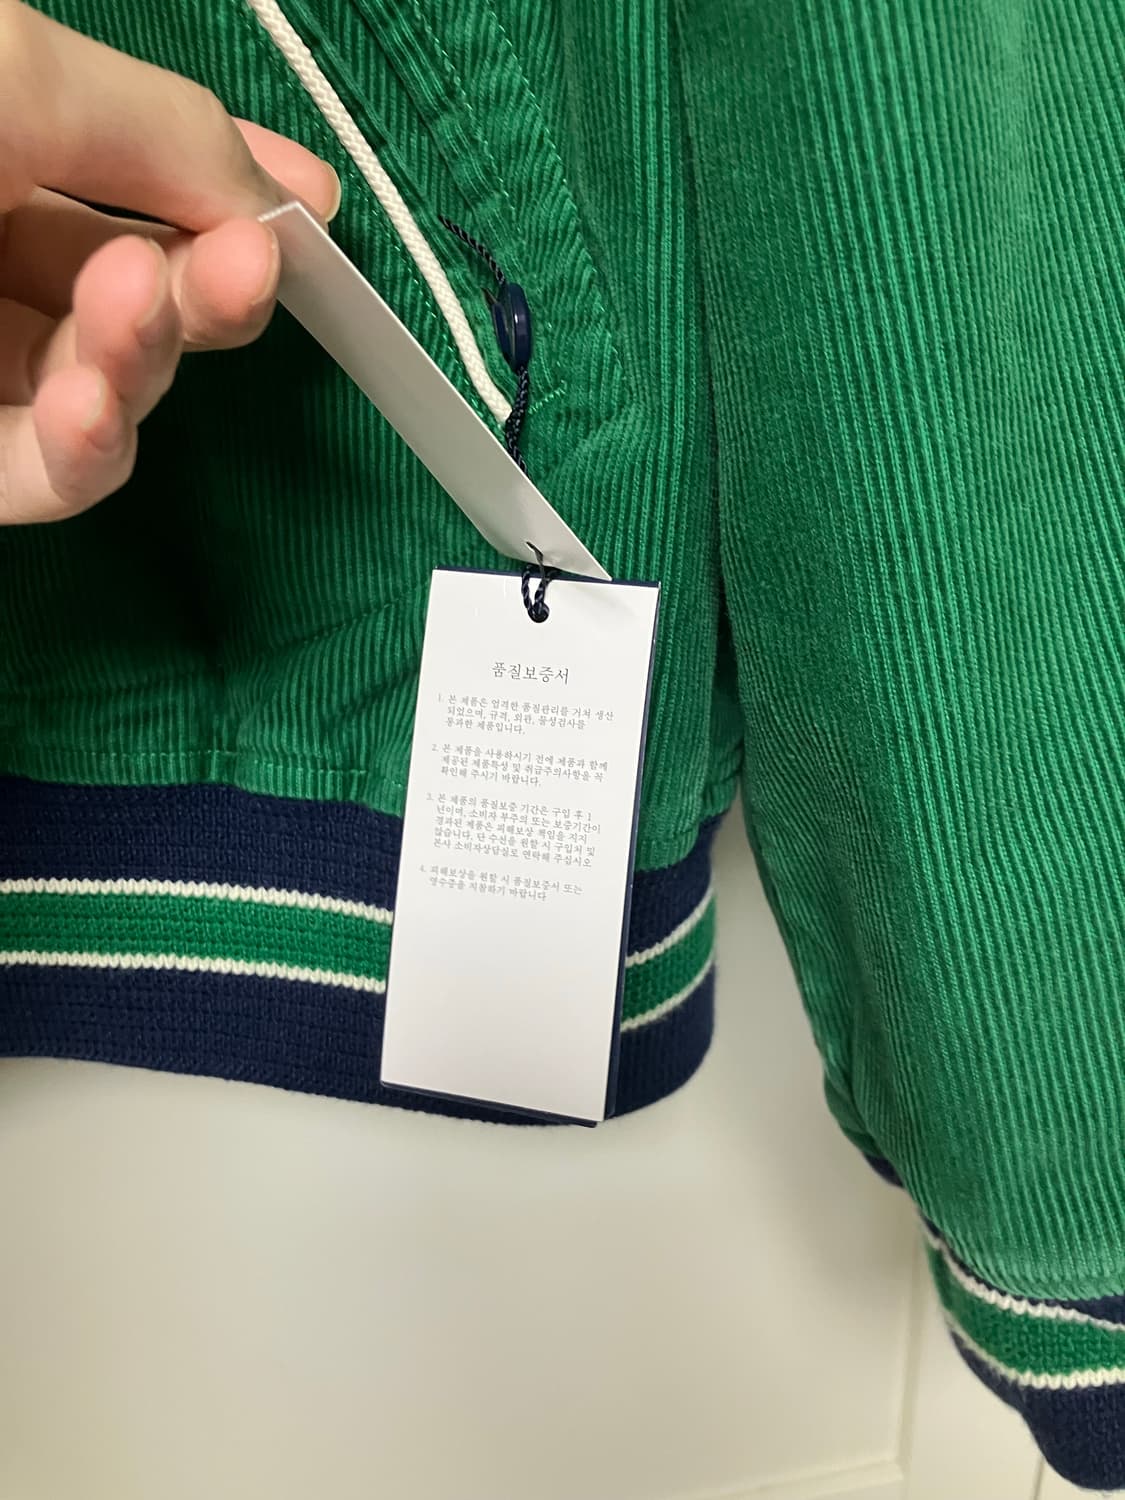 품질보증서
1. 본 제품은 엄격한 품질관리를 거쳐 생산
되었으며, 규격, 외관, 물성검사를
통과한 제품입니다.
2. 본 제품을 사용하시기 전에 제품과 함께
제공된 제품특성 및 취급주의사항을 꼭
확인해 주시기 바랍니다.
3. 본 제품의 품질보증 기간은 구입 후 1
년이며, 소비자 부주의 또는 보증기간이
경과된 제품은 피해보상 책임을 지지
않습니다. 단 수선을 원할 시 구입처 및
본사 소비자상담실로 연락해 주십시오
4. 피해보상을 원할 시 품질보증서 또는
영수증을 지참하기 바랍니다